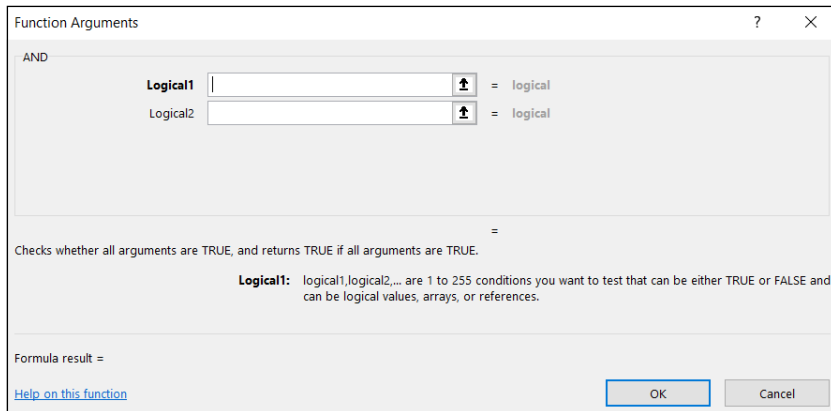 Function Arguments ? ×
AND
Logical1 = logical
Logical2 = logical
=
Checks whether all arguments are TRUE, and returns TRUE if all arguments are TRUE.
Logical1: logical1,logical2,... are 1 to 255 conditions you want to test that can be either TRUE or FALSE and
can be logical values, arrays, or references.
Formula result =
Help on this function OK Cancel